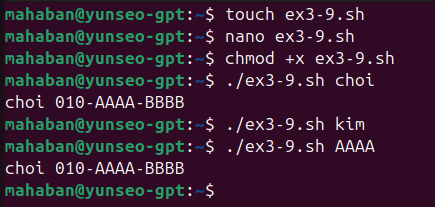 mahaban@yunseo-gpt:~$ touch ex3-9.sh
mahaban@yunseo-gpt:~$ nano ex3-9.sh
mahaban@yunseo-gpt:~$ chmod +x ex3-9.sh
mahaban@yunseo-gpt:~$ ./ex3-9.sh choi
choi 010-AAAA-BBBB
mahaban@yunseo-gpt:~$ ./ex3-9.sh kim
mahaban@yunseo-gpt:~$ ./ex3-9.sh AAAA
choi 010-AAAA-BBBB
mahaban@yunseo-gpt:~$